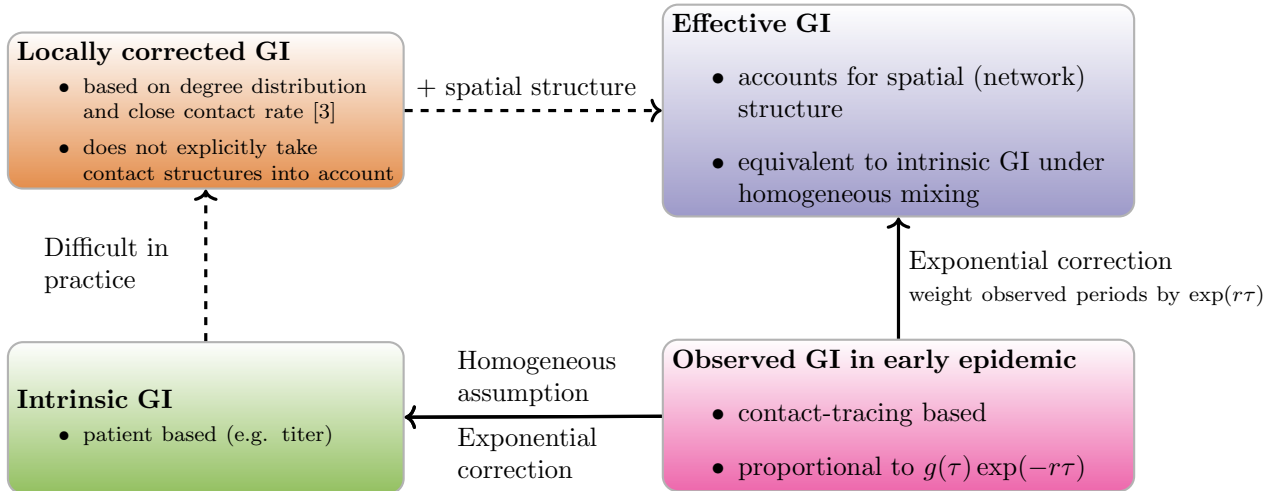 Locally corrected GI
• based on degree distribution
and close contact rate [3]
• does not explicitly take
contact structures into account
+ spatial structure
Effective GI
• accounts for spatial (network)
structure
• equivalent to intrinsic GI under
homogeneous mixing
Difficult in
practice
Exponential correction
weight observed periods by exp(rτ)
Intrinsic GI
• patient based (e.g. titer)
Homogeneous
assumption
Exponential
correction
Observed GI in early epidemic
• contact-tracing based
• proportional to g(τ) exp(−rτ)